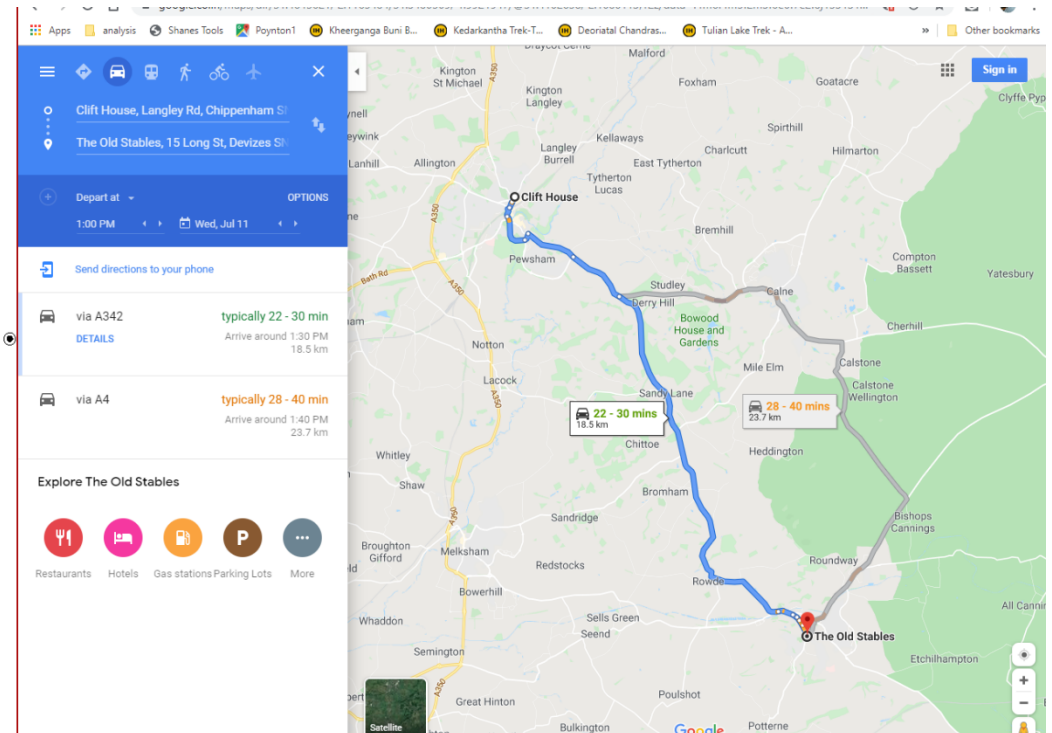 Apps
analysis
Shanes Tools
Poynton1
Kheerganga Buni B...
Kedarkantha Trek-T...
Deoriatal Chandras...
Tulian Lake Trek - A...
»
Other bookmarks
Clift House, Langley Rd, Chippenham S
The Old Stables, 15 Long St, Devizes SN
Depart at
OPTIONS
1:00 PM
Wed, Jul 11
Send directions to your phone
via A342
typically 22 - 30 min
DETAILS
Arrive around 1:30 PM
18.5 km
via A4
typically 28 - 40 min
Arrive around 1:40 PM
23.7 km
Explore The Old Stables
P
Restaurants
Hotels
Gas stations
Parking Lots
More
Sign in
Malford
Kington
St Michael
A350
Kington
Langley
Foxham
Goatacre
Clyffe Pyp
Spirthill
Kellaways
Langley
Burrell
Charlcutt
Hilmarton
Lanhill
Allington
East Tytherton
Tytherton
Lucas
Clift House
A350
Bremhill
Pewsham
Compton
Bassett
Yatesbury
Bath Rd
A350
Studley
Calne
Derry Hill
Bowood
House and
Gardens
Cherhill
Notton
Mile Elm
Calstone
Lacock
Calstone
Wellington
A350
Sandy Lane
22 - 30 mins
18.5 km
28 - 40 mins
23.7 km
Chittoe
Heddington
Whitley
Shaw
Bromham
A350
Sandridge
Bishops
Cannings
Broughton
Gifford
Melksham
Redstocks
Roundway
Rowde
Bowerhill
All Cannin
Whaddon
Sells Green
Seend
The Old Stables
Semington
Etchilhampton
A350
Great Hinton
Poulshot
Satellite
Bulkington
Google
Potterne